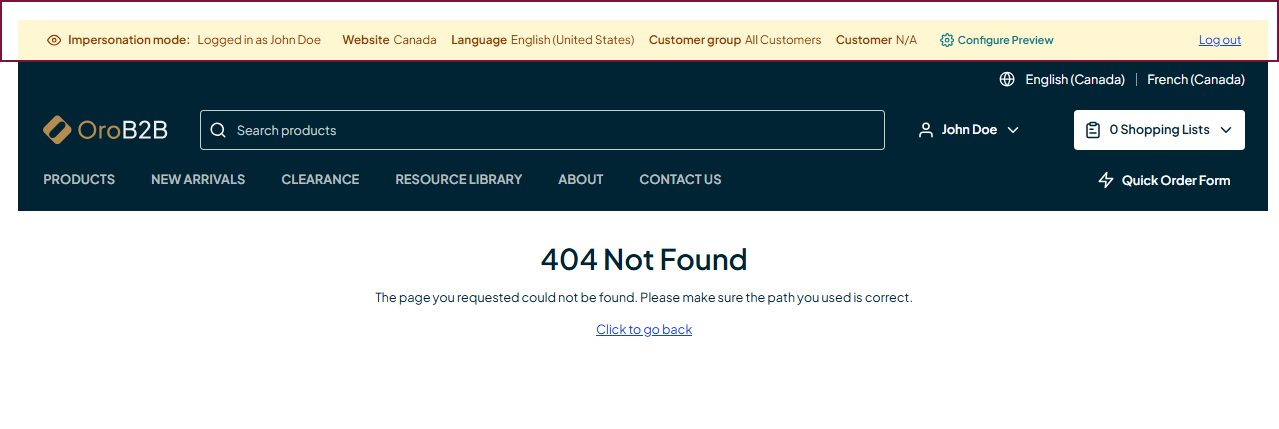 Impersonation mode: Logged in as John Doe Website Canada Language English (United States) Customer group All Customers Customer N/A Configure Preview Log out
English (Canada) | French (Canada)
OroB2B Search products John Doe 0 Shopping Lists
PRODUCTS NEW ARRIVALS CLEARANCE RESOURCE LIBRARY ABOUT CONTACT US Quick Order Form
404 Not Found
The page you requested could not be found. Please make sure the path you used is correct.
Click to go back